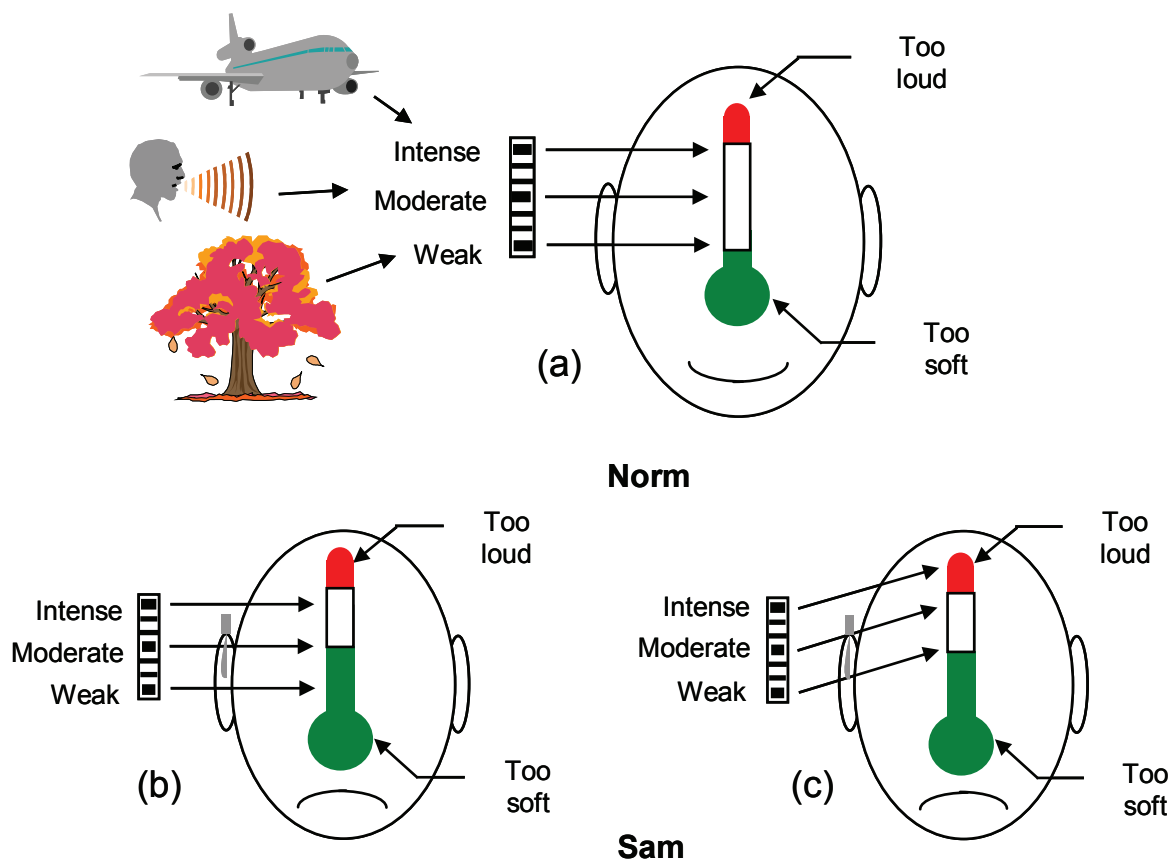 Too
loud
Intense
Moderate
Weak
Too
soft
(a)
Norm
Too
loud
Intense
Moderate
Weak
Too
soft
(b)
Too
loud
Intense
Moderate
Weak
Too
soft
(c)
Sam